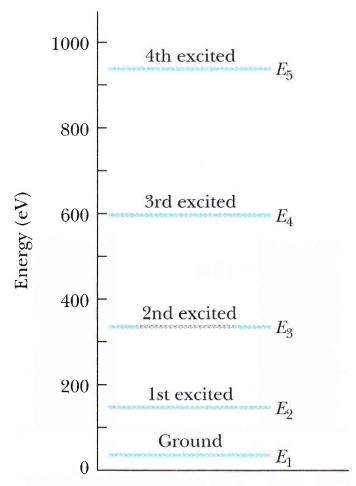 1000
4th excited
E5
800
3rd excited
600
E4
Energy (eV)
400
2nd excited
E3
200
1st excited
E2
Ground
E1
0